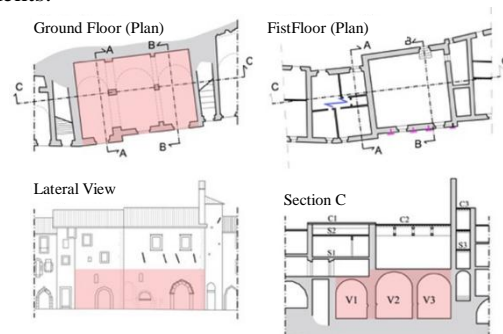 Ground Floor (Plan)
FistFloor (Plan)
A
B
C
C
A
B
A
B
C
C
A
B
Lateral View
Section C
C1
C2
C3
S2
S1
S3
V1
V2
V3